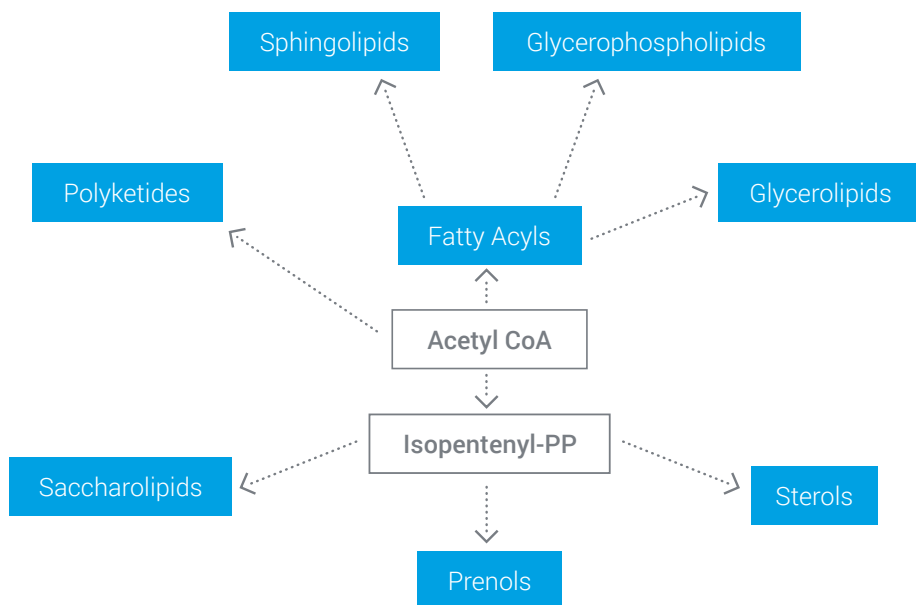 Sphingolipids
Glycerophospholipids
Polyketides
Glycerolipids
Fatty Acyls
Acetyl CoA
Isopentenyl-PP
Saccharolipids
Sterols
Prenols